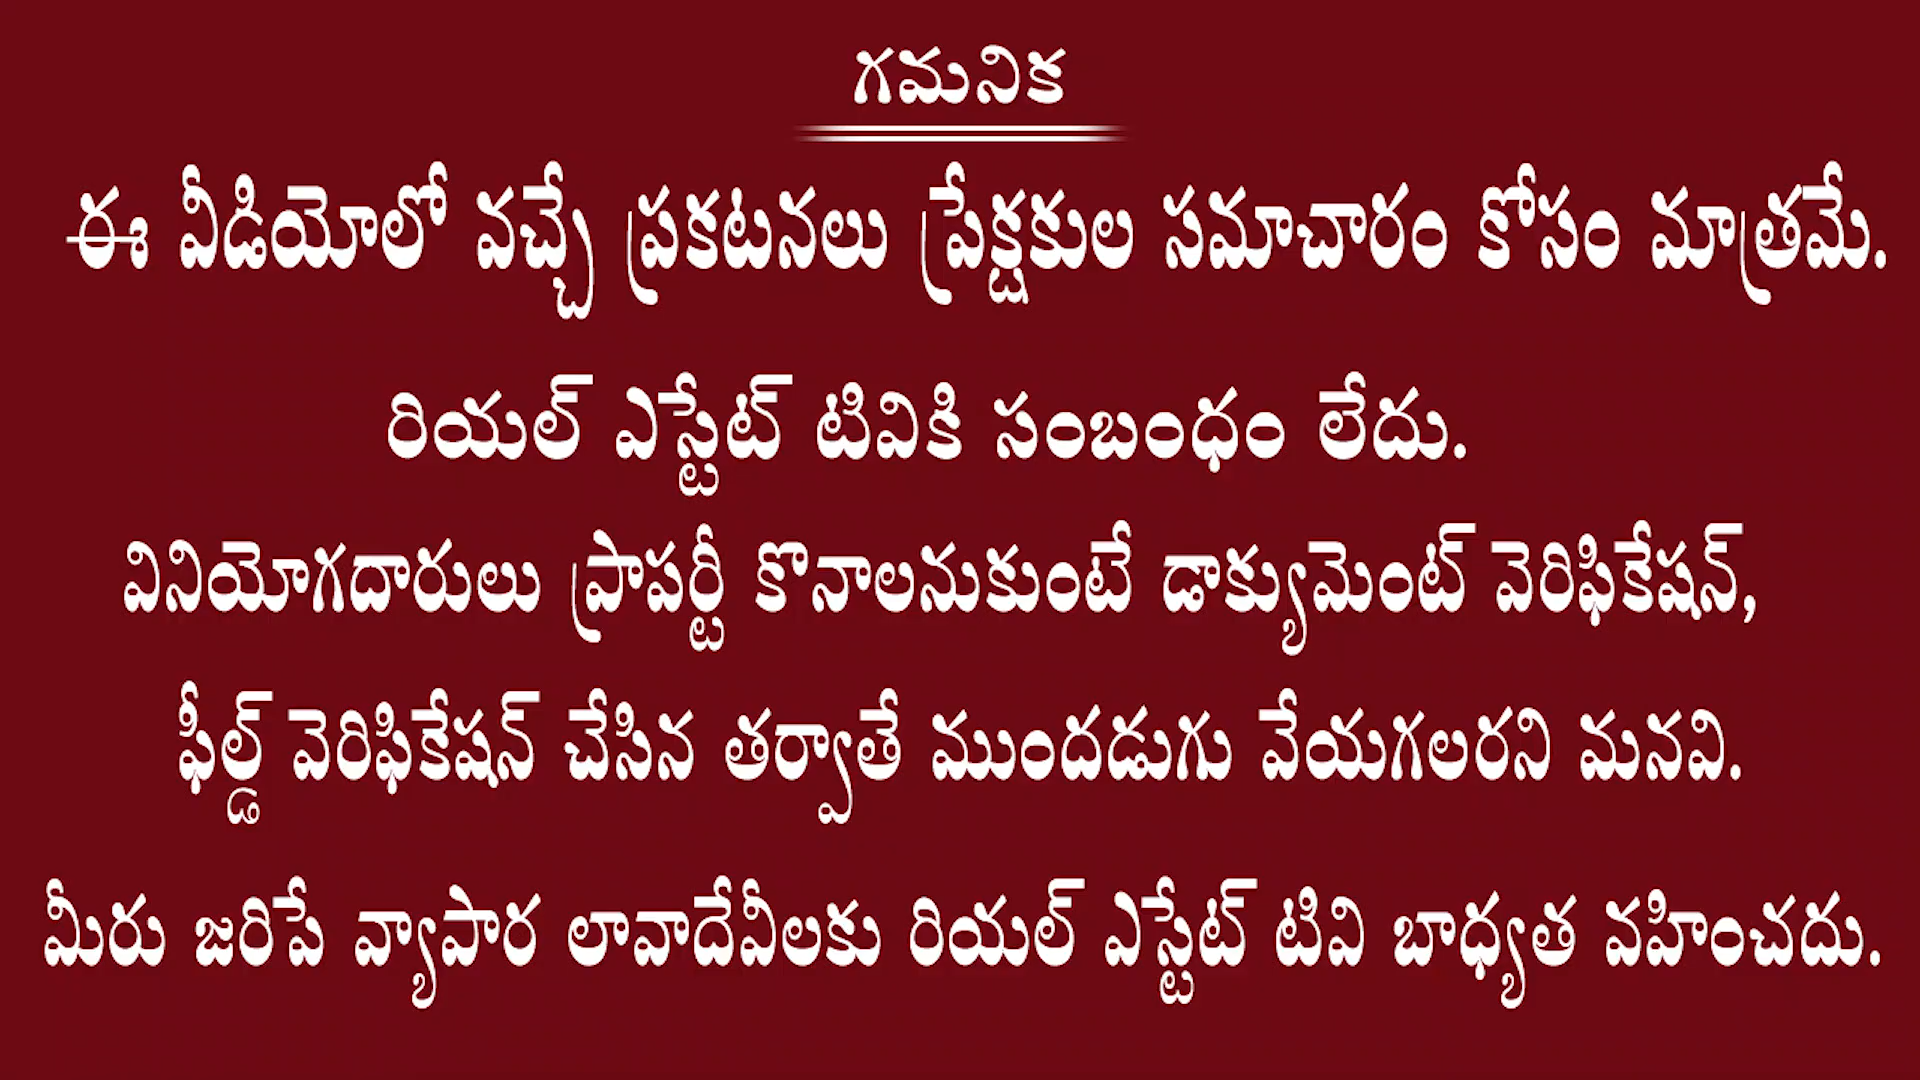 గమనిక
ఈ వీడియోలో వచ్చే ప్రకటనలు ప్రేక్షకుల సమాచారం కోసం మాత్రమే.
రియల్ ఎస్టేట్ టివికి సంబంధం లేదు.
వినియోగదారులు ప్రాపర్టీ కొనాలనుకుంటే డాక్యుమెంట్ వెరిఫికేషన్,
ఫీల్డ్ వెరిఫికేషన్ చేసిన తర్వాతే ముందడుగు వేయగలరని మనవి.
మీరు జరిపే వ్యాపార లావాదేవీలకు రియల్ ఎస్టేట్ టివి బాధ్యత వహించదు.